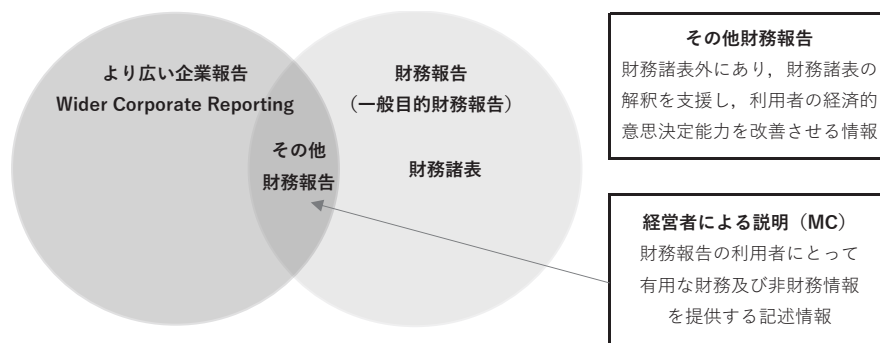 より広い企業報告
Wider Corporate Reporting
財務報告
（一般目的財務報告）
その他
財務報告
財務諸表
その他財務報告
財務諸表外にあり，財務諸表の
解釈を支援し，利用者の経済的
意思決定能力を改善させる情報
経営者による説明（MC）
財務報告の利用者にとって
有用な財務及び非財務情報
を提供する記述情報